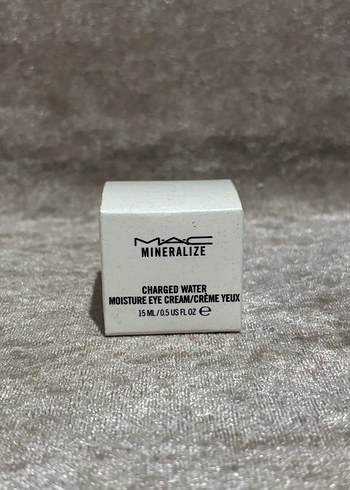 MAC
MINERALIZE
CHARGED WATER
MOISTURE EYE CREAM/CRÈME YEUX
15 ML/0.5 US FL OZ ℮